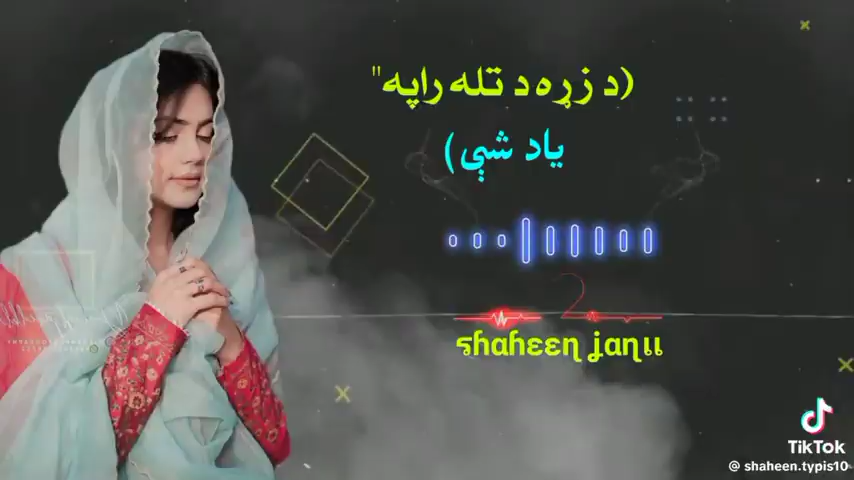 (د زړه د تله راپه"
یاد شې)
shaheen janıı
TikTok
@ shaheen.typis10